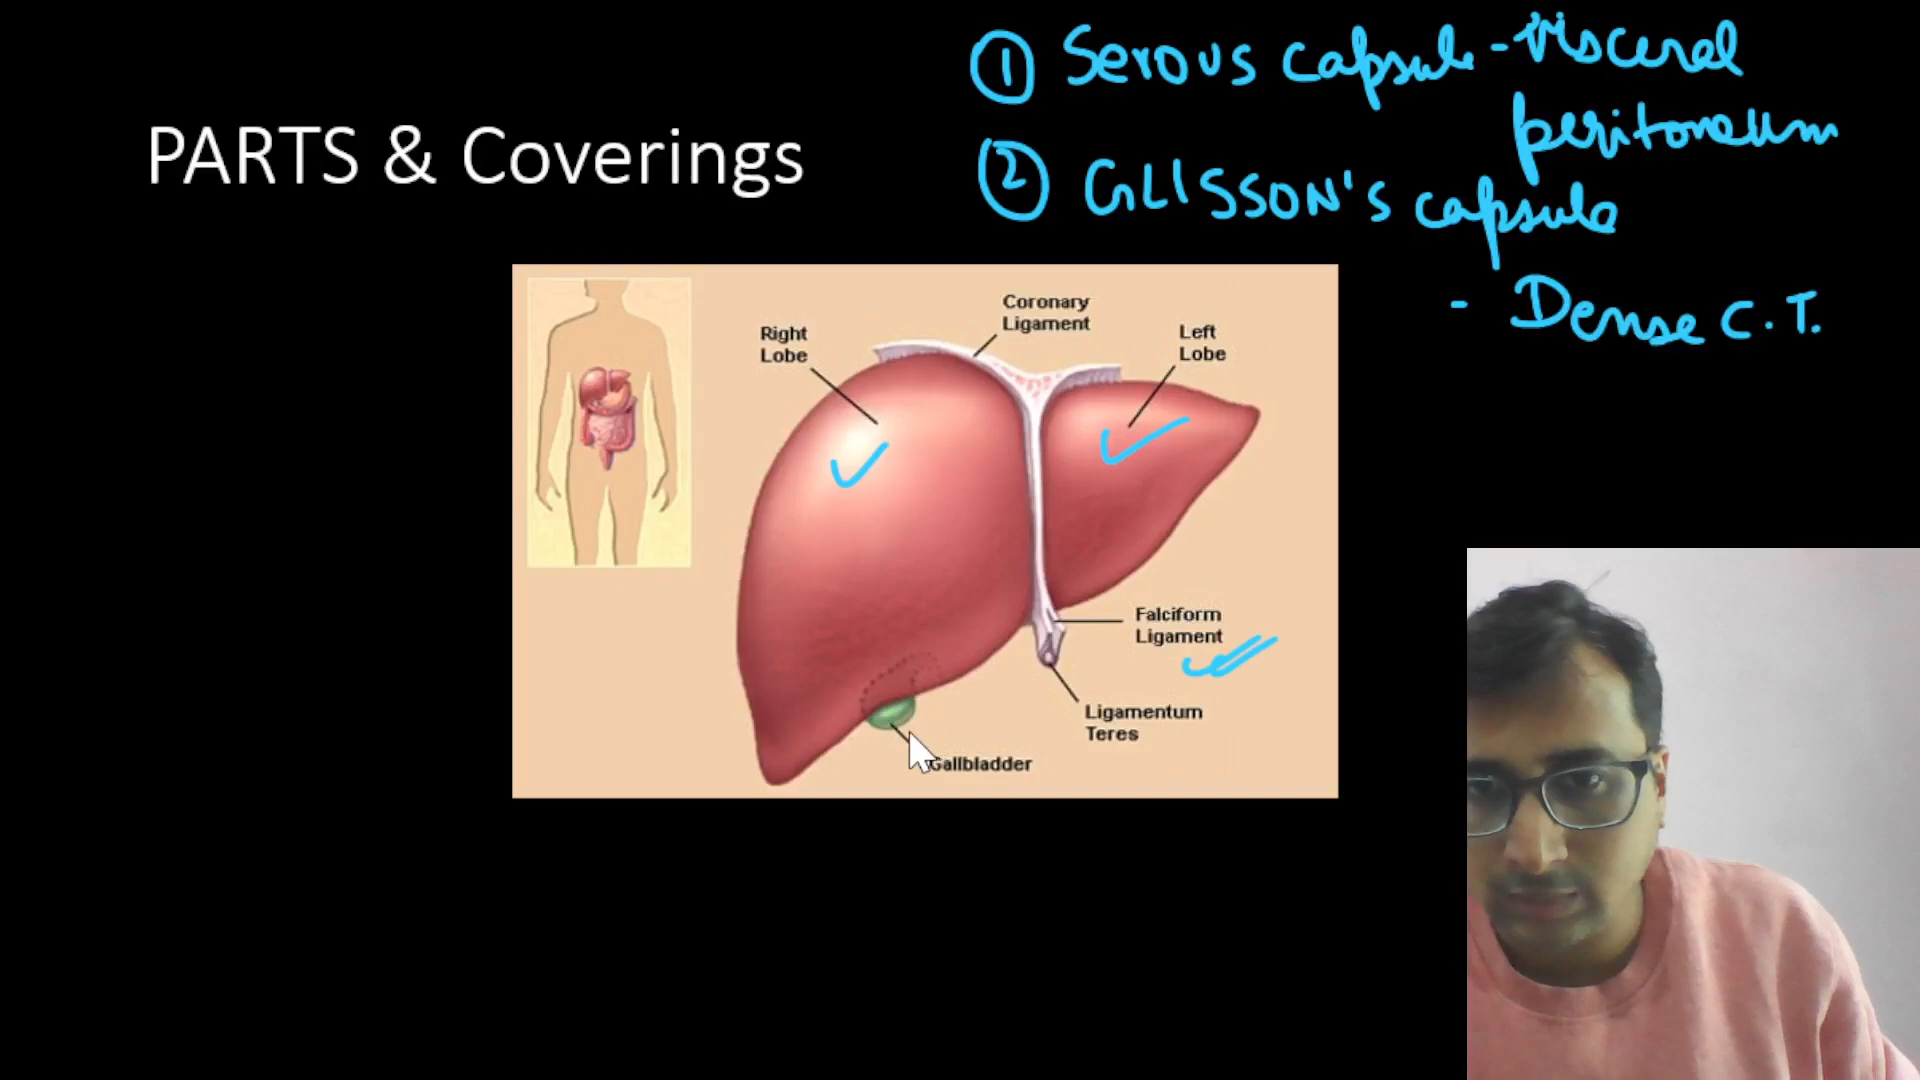 PARTS & Coverings
① Serous capsule - visceral
peritoneum
② GLISSON'S capsule
- Dense C.T.
Coronary
Ligament
Right
Lobe
Left
Lobe
Falciform
Ligament
Ligamentum
Teres
Gallbladder